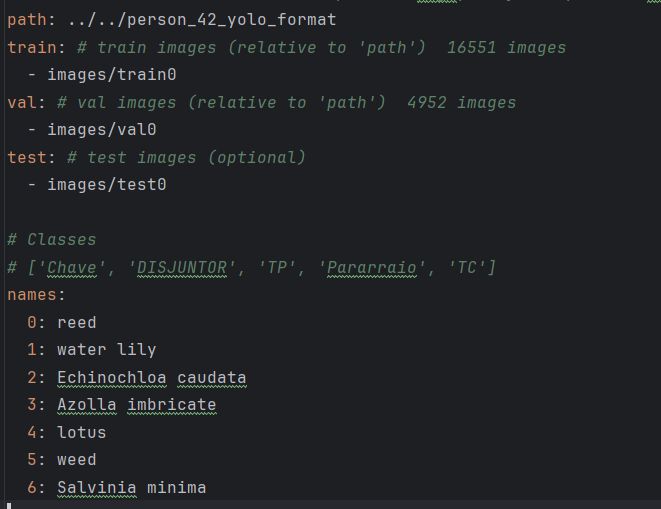 path: ../../person_42_yolo_format
train: # train images (relative to 'path')  16551 images
  - images/train0
val: # val images (relative to 'path')  4952 images
  - images/val0
test: # test images (optional)
  - images/test0

# Classes
# ['Chave', 'DISJUNTOR', 'TP', 'Pararraio', 'TC']
names:
  0: reed
  1: water lily
  2: Echinochloa caudata
  3: Azolla imbricate
  4: lotus
  5: weed
  6: Salvinia minima